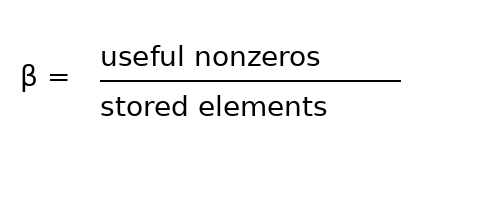 β = useful nonzeros
stored elements